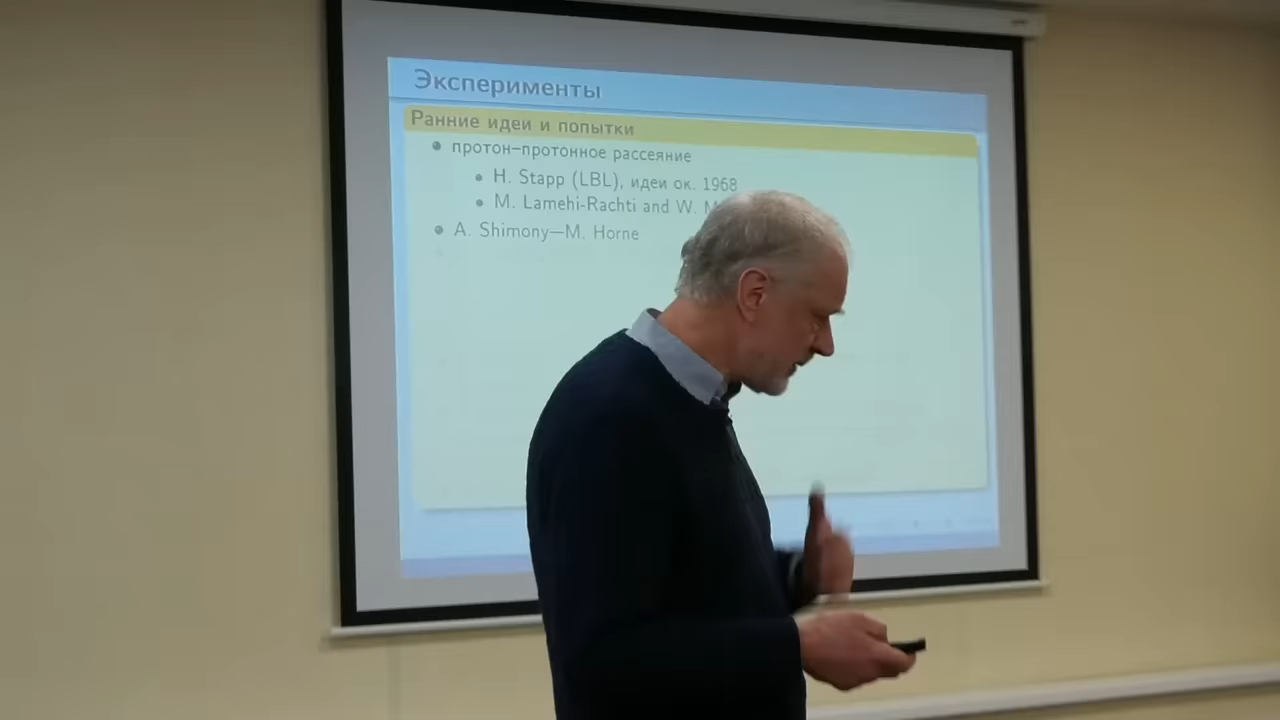 Эксперименты
Ранние идеи и попытки
протон–протонное рассеяние
H. Stapp (LBL), идеи ок. 1968
M. Lamehi-Rachti and W.
A. Shimony—M. Horne